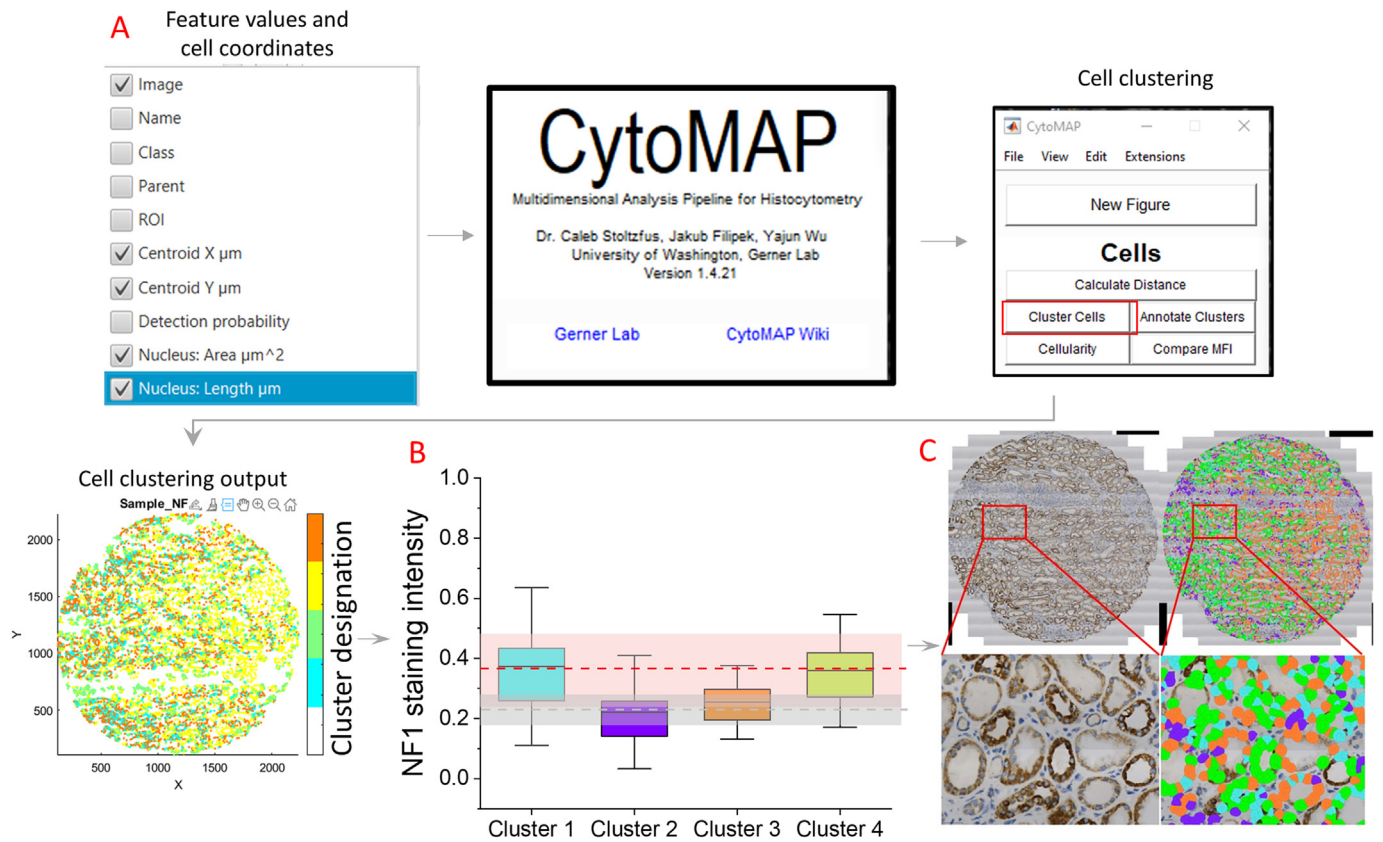 A
Feature values and
cell coordinates
Image
Name
Class
Parent
ROI
Centroid X µm
Centroid Y µm
Detection probability
Nucleus: Area µm^2
Nucleus: Length µm
CytoMAP
Multidimensional Analysis Pipeline for Histocytometry
Dr. Caleb Stoltzfus, Jakub Filipek, Yajun Wu
University of Washington, Gerner Lab
Version 1.4.21
Gerner Lab
CytoMAP Wiki
Cell clustering
CytoMAP
File View Edit Extensions
New Figure
Cells
Calculate Distance
Cluster Cells
Annotate Clusters
Cellularity
Compare MFI
Cell clustering output
Sample_NF
2000
1500
1000
500
Y
500 1000 1500 2000
X
Cluster designation
B
NF1 staining intensity
1.0
0.8
0.6
0.4
0.2
0.0
Cluster 1 Cluster 2 Cluster 3 Cluster 4
C